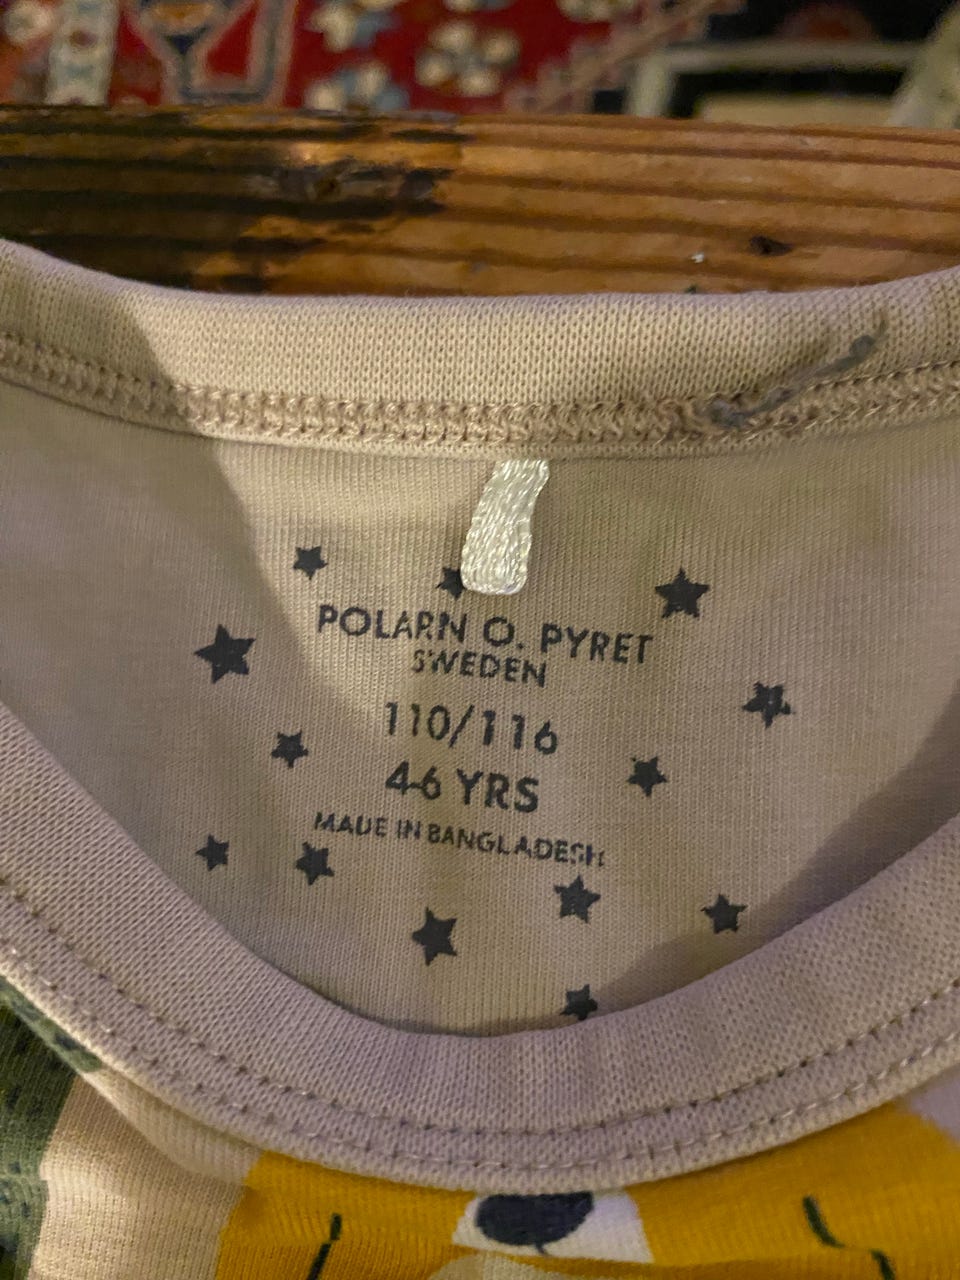 POLARN O. PYRET
SWEDEN
110/116
4-6 YRS
MADE IN BANGLADESH